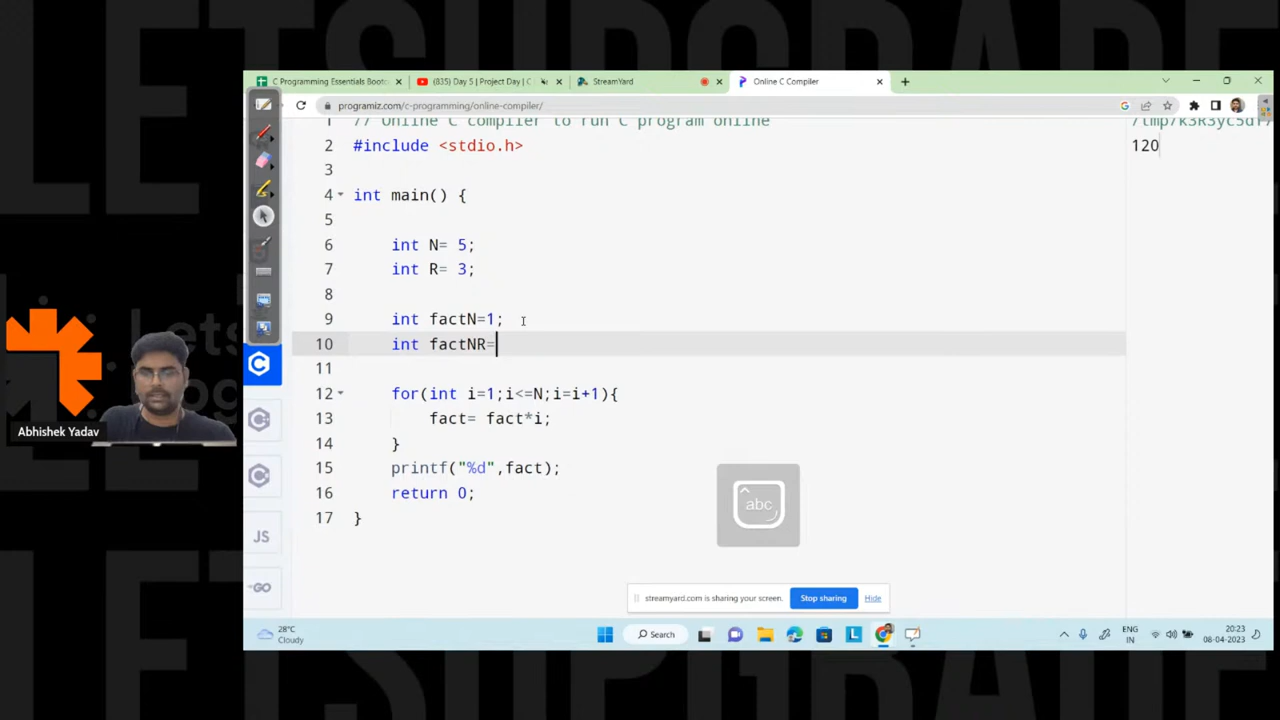 LETSUPGRADE
C Programming Essentials Bootc
(835) Day 5 | Project Day | C
StreamYard
Online C Compiler
programiz.com/c-programming/online-compiler/
1 // Online C compiler to run C program online
2 #include <stdio.h>
3
4 int main() {
5
6 int N= 5;
7 int R= 3;
8
9 int factN=1;
10 int factNR=
11
12 for(int i=1;i<=N;i=i+1){
13 fact= fact*i;
14 }
15 printf("%d",fact);
16 return 0;
17 }
120
JS
GO
abc
Abhishek Yadav
streamyard.com is sharing your screen.
Stop sharing
Hide
28°C
Cloudy
Search
L
ENG
IN
20:23
08-04-2023
LETSUPGRADE